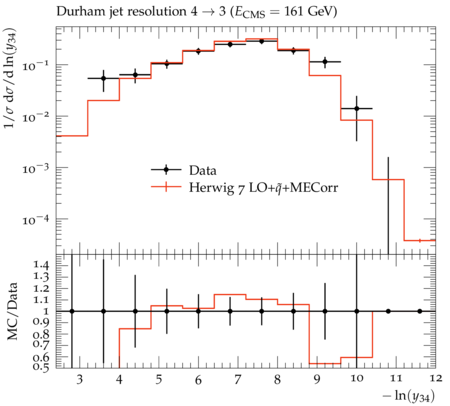 Durham jet resolution 4 → 3 (E_CMS = 161 GeV)
1/σ dσ/d ln(y₃₄)
10⁻¹
10⁻²
10⁻³
10⁻⁴
Data
Herwig 7 LO+q̃+MECorr
MC/Data
1.4
1.3
1.2
1.1
1
0.9
0.8
0.7
0.6
0.5
3 4 5 6 7 8 9 10 11 12
− ln(y₃₄)